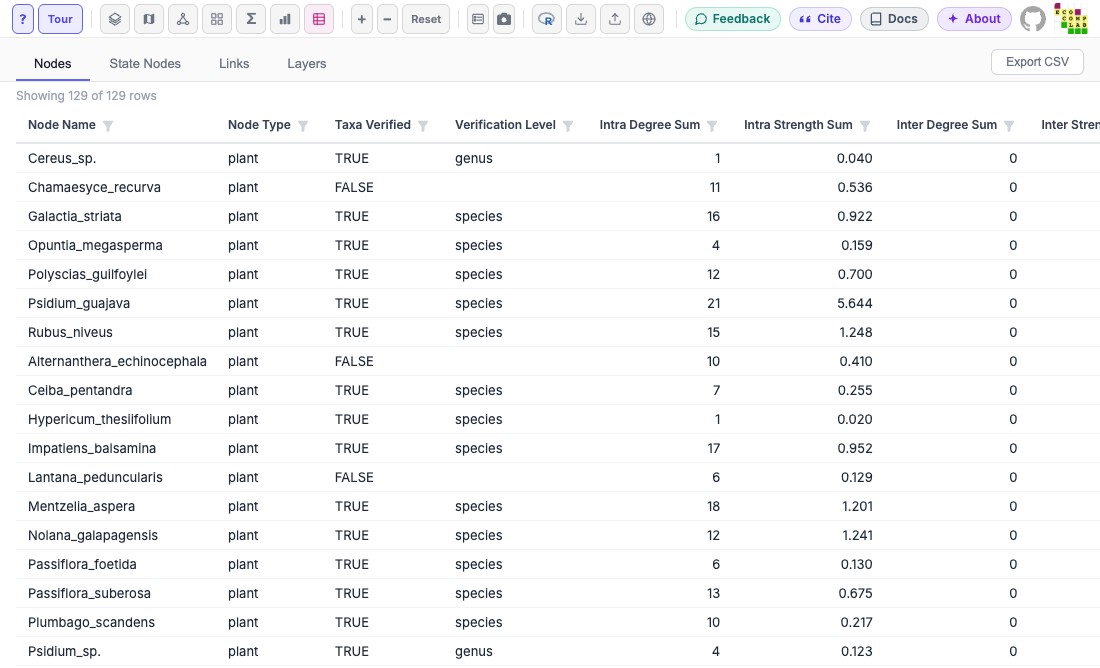 ? Tour Reset Feedback Cite Docs About
ECO COMP LAB
Nodes State Nodes Links Layers Export CSV
Showing 129 of 129 rows
Node Name Node Type Taxa Verified Verification Level Intra Degree Sum Intra Strength Sum Inter Degree Sum Inter Stren
Cereus_sp. plant TRUE genus 1 0.040 0
Chamaesyce_recurva plant FALSE 11 0.536 0
Galactia_striata plant TRUE species 16 0.922 0
Opuntia_megasperma plant TRUE species 4 0.159 0
Polyscias_guilfoylei plant TRUE species 12 0.700 0
Psidium_guajava plant TRUE species 21 5.644 0
Rubus_niveus plant TRUE species 15 1.248 0
Alternanthera_echinocephala plant FALSE 10 0.410 0
Ceiba_pentandra plant TRUE species 7 0.255 0
Hypericum_thesiifolium plant TRUE species 1 0.020 0
Impatiens_balsamina plant TRUE species 17 0.952 0
Lantana_peduncularis plant FALSE 6 0.129 0
Mentzelia_aspera plant TRUE species 18 1.201 0
Nolana_galapagensis plant TRUE species 12 1.241 0
Passiflora_foetida plant TRUE species 6 0.130 0
Passiflora_suberosa plant TRUE species 13 0.675 0
Plumbago_scandens plant TRUE species 10 0.217 0
Psidium_sp. plant TRUE genus 4 0.123 0